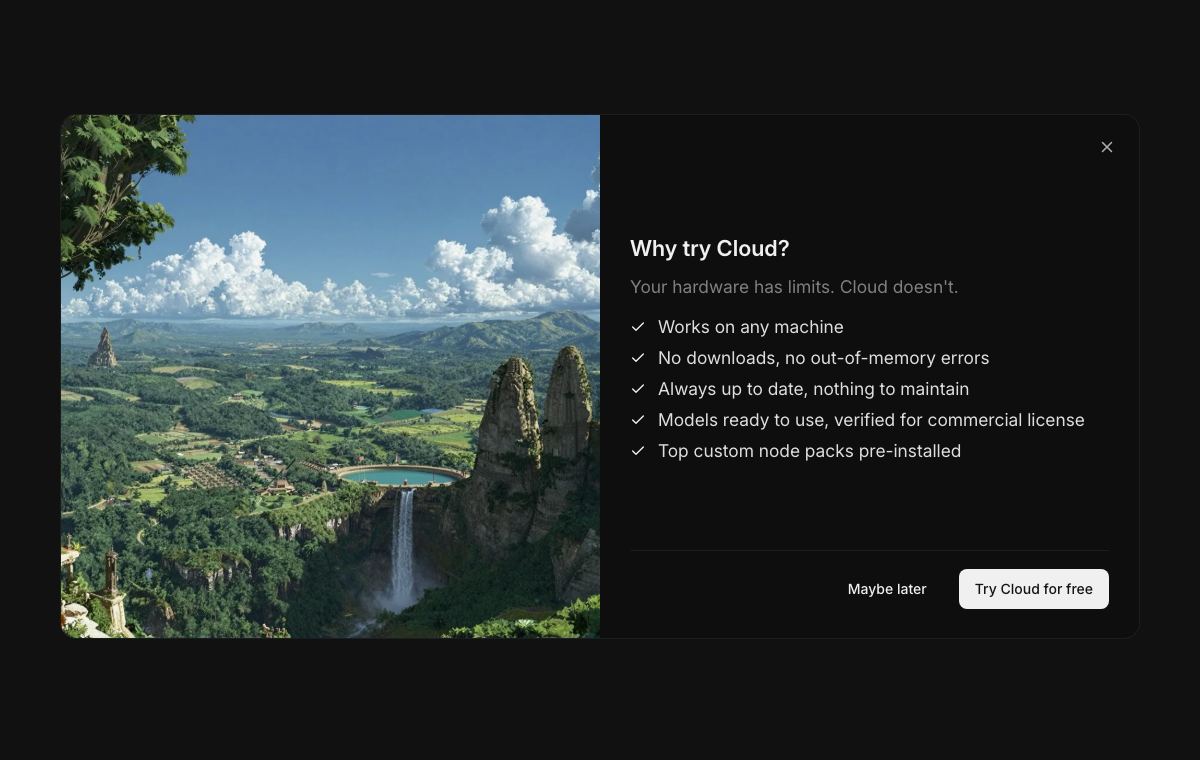 Why try Cloud?
Your hardware has limits. Cloud doesn't.
Works on any machine
No downloads, no out-of-memory errors
Always up to date, nothing to maintain
Models ready to use, verified for commercial license
Top custom node packs pre-installed
Maybe later
Try Cloud for free